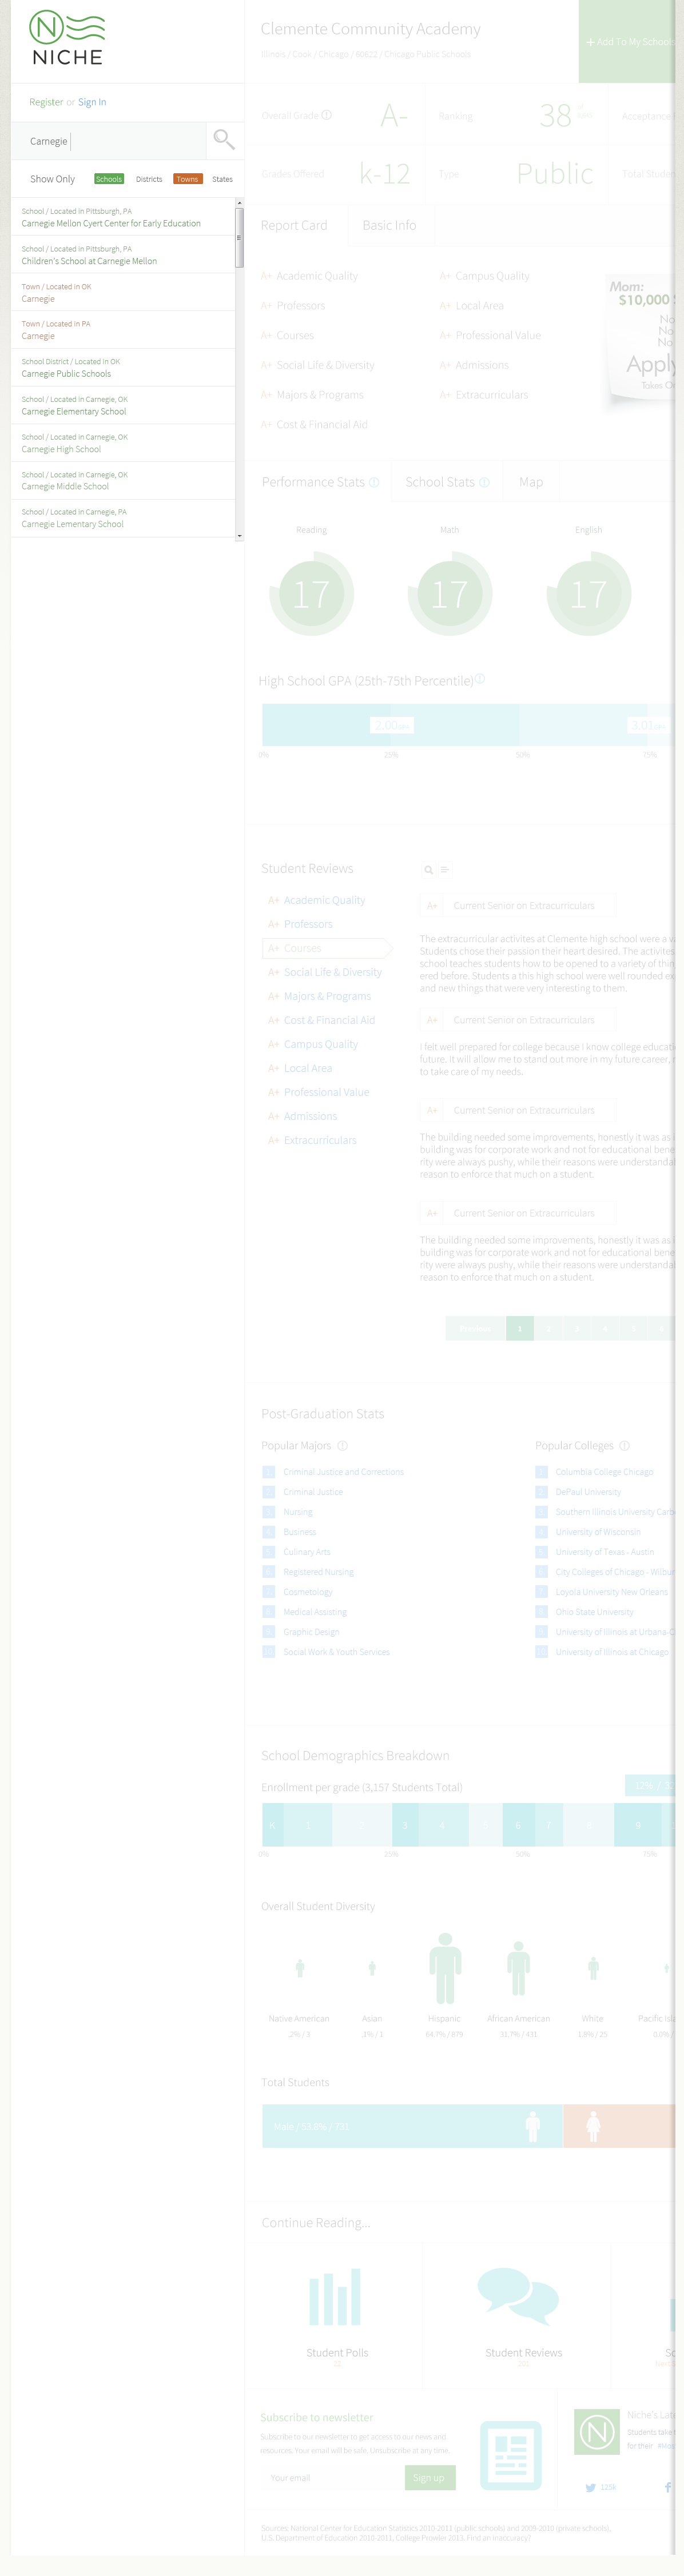 NICHE
Register or Sign In
Carnegie
Show Only Schools Districts Towns States
School / Located in Pittsburgh, PA
Carnegie Mellon Cyert Center for Early Education
School / Located in Pittsburgh, PA
Children's School at Carnegie Mellon
Town / Located in OK
Carnegie
Town / Located in PA
Carnegie
School District / Located in OK
Carnegie Public Schools
School / Located in Carnegie, OK
Carnegie Elementary School
School / Located in Carnegie, OK
Carnegie High School
School / Located in Carnegie, OK
Carnegie Middle School
School / Located in Carnegie, PA
Carnegie Lementary School
Clemente Community Academy
Illinois / Cook / Chicago / 60622 / Chicago Public Schools
+ Add To My Schools
Overall Grade A- Ranking 38 Acceptance
Grades Offered k-12 Type Public Total Studen
Report Card Basic Info
A+ Academic Quality
A+ Professors
A+ Courses
A+ Social Life & Diversity
A+ Majors & Programs
A+ Cost & Financial Aid
A+ Campus Quality
A+ Local Area
A+ Professional Value
A+ Admissions
A+ Extracurriculars
Mom:
$10,000
No
No
No
Apply
Takes On
Performance Stats School Stats Map
Reading Math English
17 17 17
High School GPA (25th-75th Percentile)
2.00 3.01
0% 25% 50% 75%
Student Reviews
A+ Academic Quality
A+ Professors
A+ Courses
A+ Social Life & Diversity
A+ Majors & Programs
A+ Cost & Financial Aid
A+ Campus Quality
A+ Local Area
A+ Professional Value
A+ Admissions
A+ Extracurriculars
A+ Current Senior on Extracurriculars
The extracurricular activites at Clemente high school were a va
Students chose their passion their heart desired. The activites
school teaches students how to be opened to a variety of thin
ered before. Students a this high school were well rounded ex
and new things that were very interesting to them.
A+ Current Senior on Extracurriculars
I felt well prepared for college because I know college educati
future. It will allow me to stand out more in my future career,
to take care of my needs.
A+ Current Senior on Extracurriculars
The building needed some improvements, honestly it was as i
building was for corporate work and not for educational bene
rity were always pushy, while their reasons were understandab
reason to enforce that much on a student.
A+ Current Senior on Extracurriculars
The building needed some improvements, honestly it was as i
building was for corporate work and not for educational bene
rity were always pushy, while their reasons were understandab
reason to enforce that much on a student.
Previous 1 2 3 4 5 6
Post-Graduation Stats
Popular Majors
Criminal Justice and Corrections
Criminal Justice
Nursing
Business
Culinary Arts
Registered Nursing
Cosmetology
Medical Assisting
Graphic Design
Social Work & Youth Services
Popular Colleges
Columbia College Chicago
DePaul University
Southern Illinois University Carb
University of Wisconsin
University of Texas - Austin
City Colleges of Chicago - Wilbur
Loyola University New Orleans
Ohio State University
University of Illinois at Urbana-C
University of Illinois at Chicago
School Demographics Breakdown
Enrollment per grade (3,157 Students Total)
12% /
K 1 2 3 4 5 6 7 8 9
0% 25% 50% 75%
Overall Student Diversity
Native American Asian Hispanic African American White Pacific Isla
.2% / 3 .1% / 1 64.7% / 879 31.7% / 431 1.8% / 25 0.8% /
Total Students
Male / 53.8% / 731
Continue Reading...
Student Polls
Student Reviews
Subscribe to newsletter
Subscribe to our newsletter to get access to our news and
resources. Your email will be safe. Unsubscribe at any time.
Your email Sign up
Niche's Late
Students take t
for their
125k
Sources: National Center for Education Statistics 2010-2011 (public schools) and 2009-2010 (private schools),
U.S. Department of Education 2010-2011, College Prowler 2013. Find an inaccuracy?